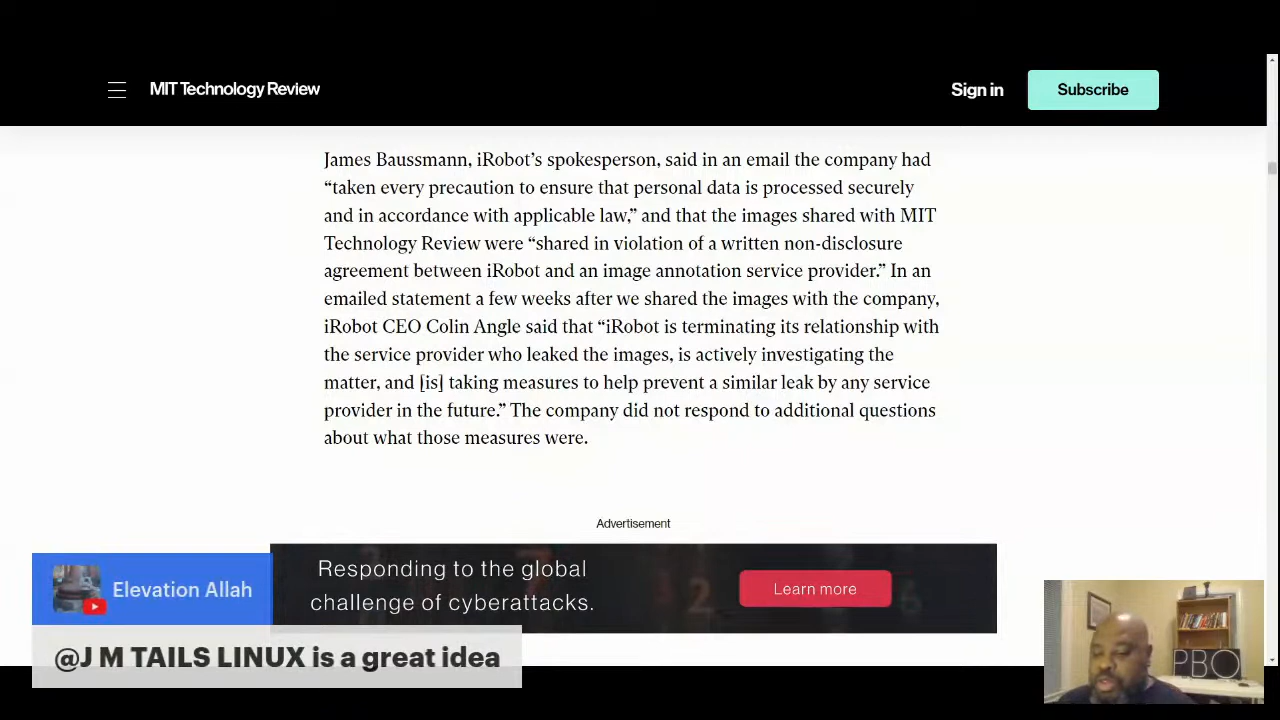 MIT Technology Review
Sign in
Subscribe
James Baussmann, iRobot’s spokesperson, said in an email the company had
“taken every precaution to ensure that personal data is processed securely
and in accordance with applicable law,” and that the images shared with MIT
Technology Review were “shared in violation of a written non-disclosure
agreement between iRobot and an image annotation service provider.” In an
emailed statement a few weeks after we shared the images with the company,
iRobot CEO Colin Angle said that “iRobot is terminating its relationship with
the service provider who leaked the images, is actively investigating the
matter, and [is] taking measures to help prevent a similar leak by any service
provider in the future.” The company did not respond to additional questions
about what those measures were.
Advertisement
Responding to the global
challenge of cyberattacks.
Learn more
Elevation Allah
@J M TAILS LINUX is a great idea
PBO